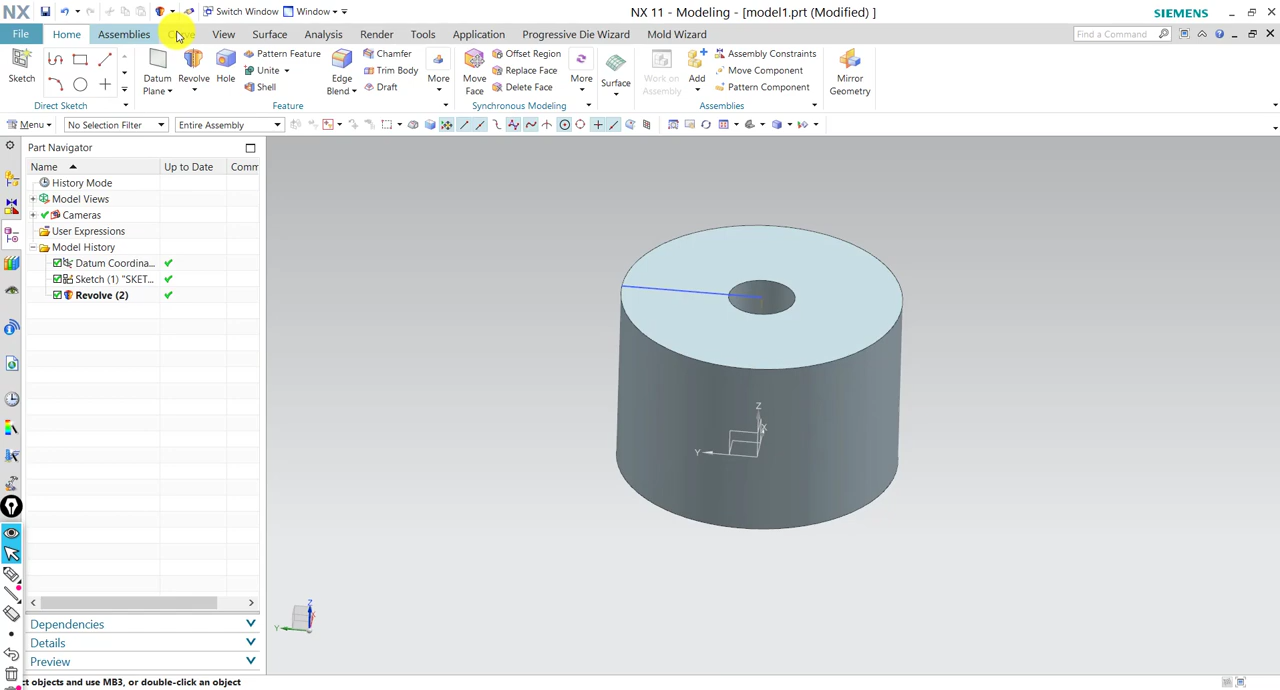 NX
Switch Window
Window
NX 11 - Modeling - [model1.prt (Modified) ]
SIEMENS
File
Home
Assemblies
Curve
View
Surface
Analysis
Render
Tools
Application
Progressive Die Wizard
Mold Wizard
Find a Command
Sketch
Datum Plane
Revolve
Hole
Pattern Feature
Unite
Shell
Edge Blend
Chamfer
Trim Body
Draft
More
Move Face
Offset Region
Replace Face
Delete Face
More
Surface
Work on Assembly
Add
Assembly Constraints
Move Component
Pattern Component
Mirror Geometry
Direct Sketch
Feature
Synchronous Modeling
Assemblies
Menu
No Selection Filter
Entire Assembly
Part Navigator
Name
Up to Date
Comm
History Mode
Model Views
Cameras
User Expressions
Model History
Datum Coordina...
Sketch (1) "SKET...
Revolve (2)
Z
X
Y
Z
Y
Dependencies
Details
Preview
ct objects and use MB3, or double-click an object